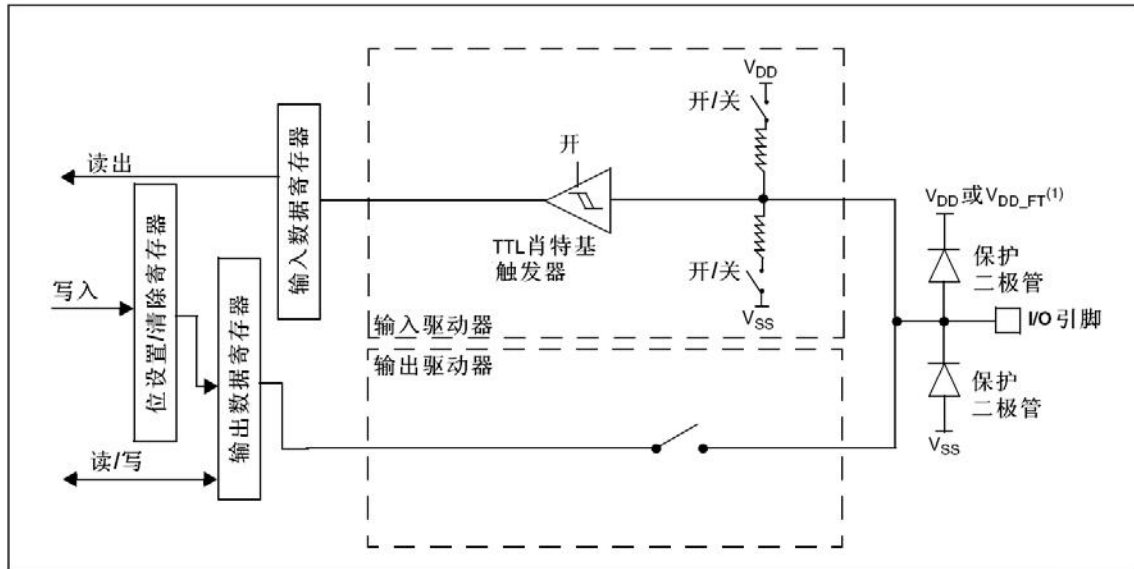 V_DD
开/关
开
读出
输入数据寄存器
TTL肖特基
触发器
开/关
V_SS
输入驱动器
V_DD或V_DD_FT(1)
保护
二极管
I/O引脚
保护
二极管
V_SS
写入
位设置/清除寄存器
输出数据寄存器
读/写
输出驱动器